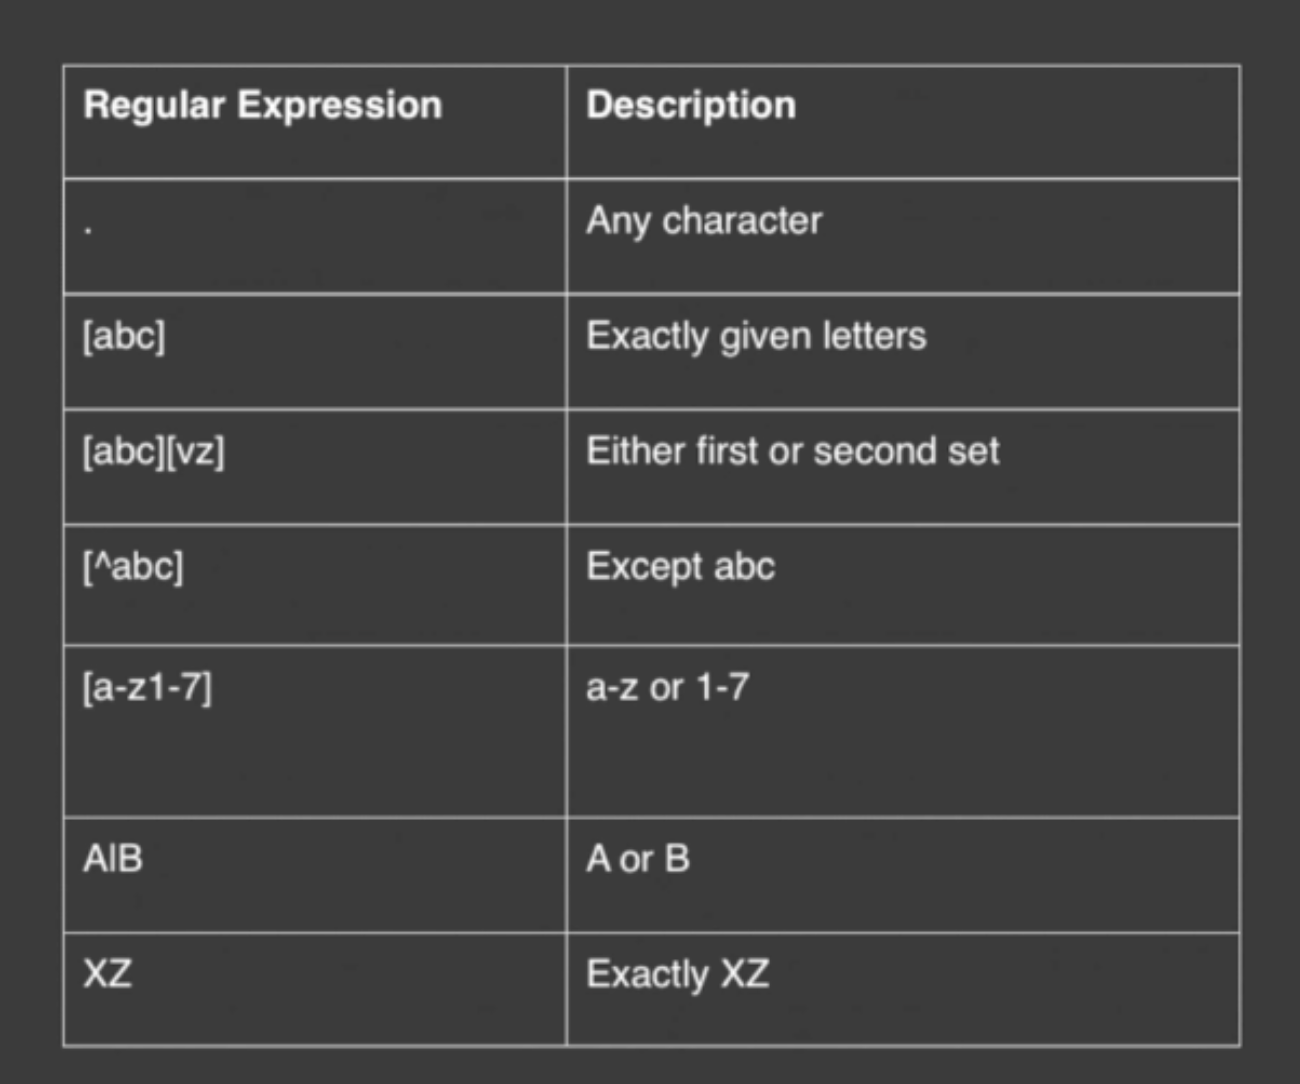 Regular Expression Description
. Any character
[abc] Exactly given letters
[abc][vz] Either first or second set
[^abc] Except abc
[a-z1-7] a-z or 1-7
A|B A or B
XZ Exactly XZ